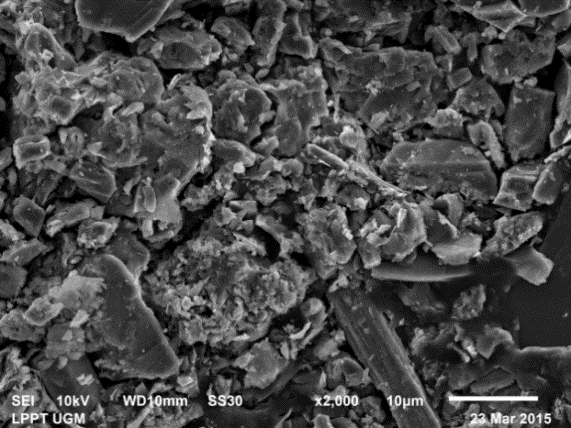 SEI 10kV WD10mm SS30 x2,000 10μm
LPPT UGM 23 Mar 2015